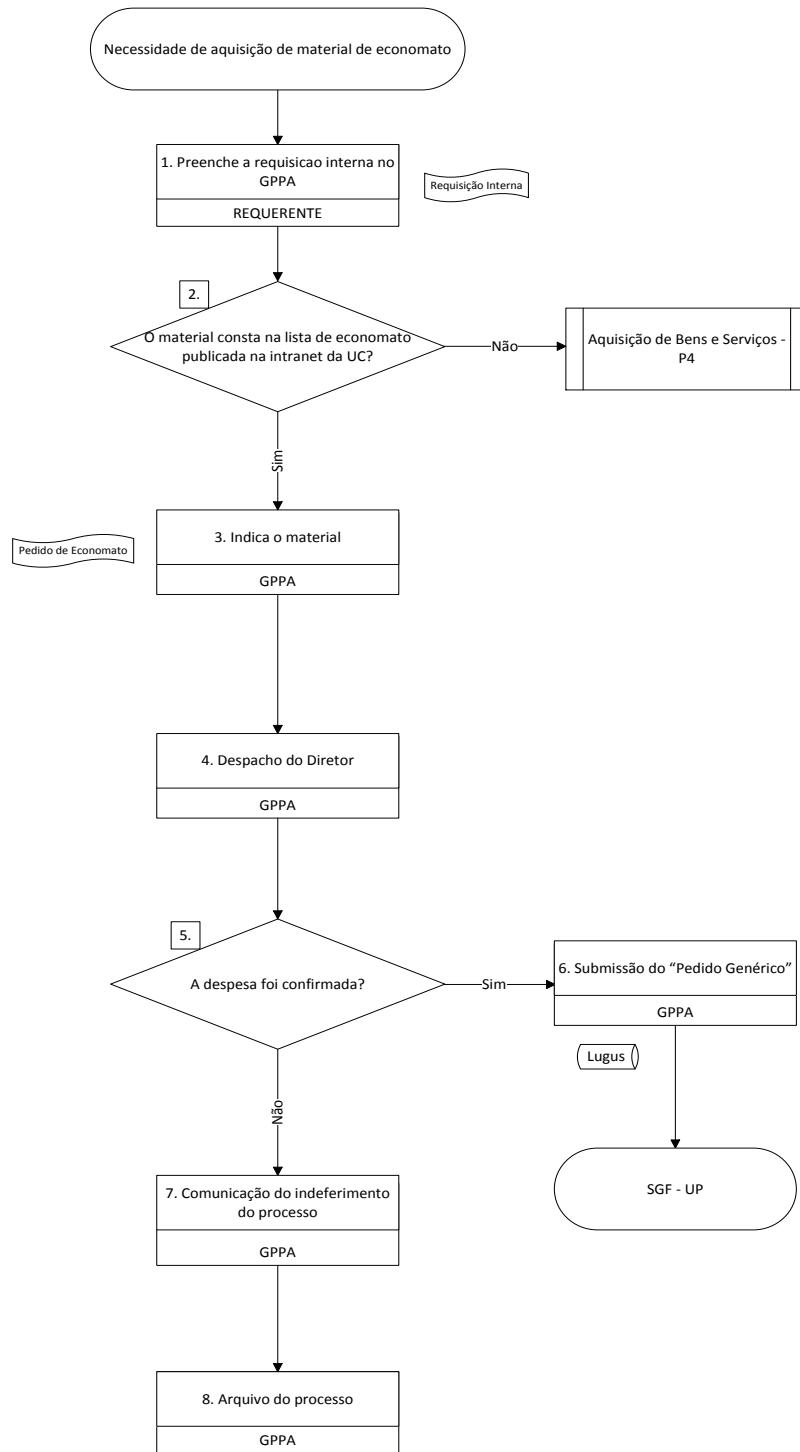 Necessidade de aquisição de material de economato
1. Preenche a requisicao interna no
GPPA
REQUERENTE
Requisição Interna
2.
O material consta na lista de economato
publicada na intranet da UC?
Não
Aquisição de Bens e Serviços -
P4
Sim
3. Indica o material
GPPA
Pedido de Economato
4. Despacho do Diretor
GPPA
5.
A despesa foi confirmada?
Sim
6. Submissão do “Pedido Genérico”
GPPA
Lugus
SGF - UP
Não
7. Comunicação do indeferimento
do processo
GPPA
8. Arquivo do processo
GPPA